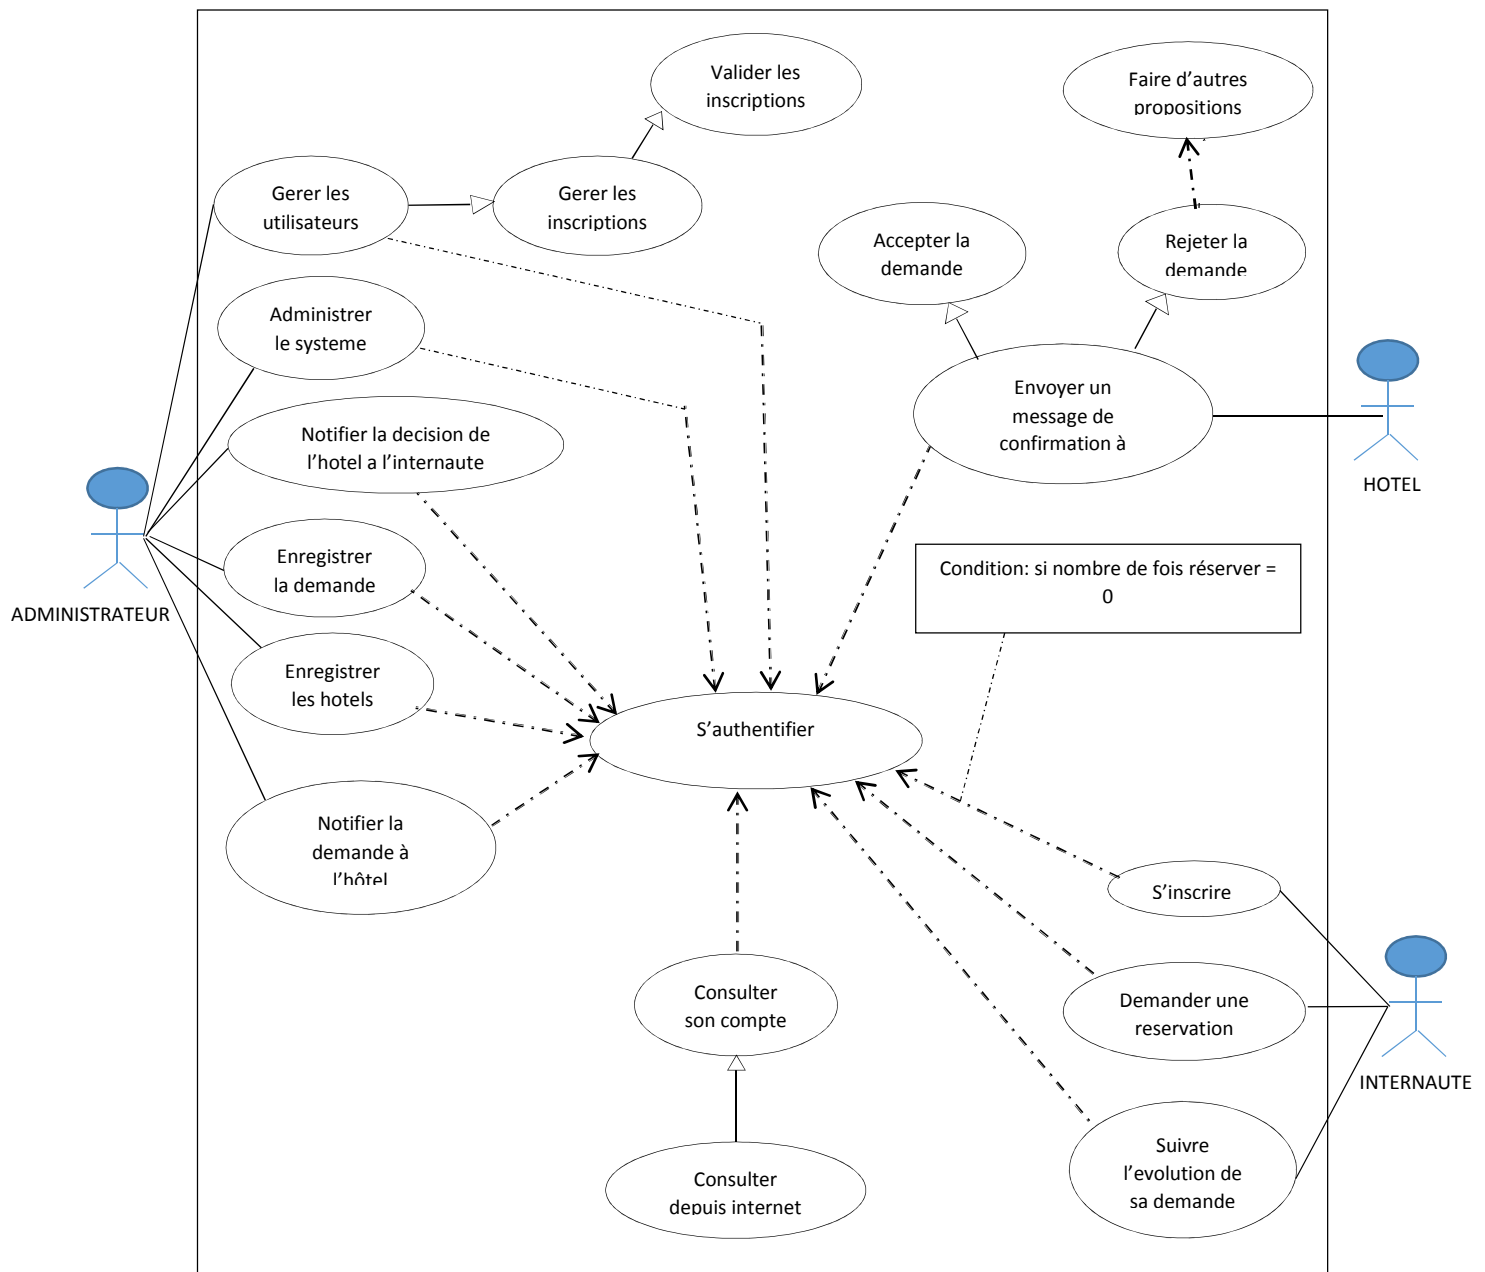 Valider les
inscriptions
Faire d'autres
propositions
Gerer les
utilisateurs
Gerer les
inscriptions
Accepter la
demande
Rejeter la
demande
Administrer
le systeme
Envoyer un
message de
confirmation à
Notifier la decision de
l'hotel a l'internaute
HOTEL
ADMINISTRATEUR
Enregistrer
la demande
Condition: si nombre de fois réserver =
0
Enregistrer
les hotels
S'authentifier
Notifier la
demande à
l'hôtel
S'inscrire
Consulter
son compte
Demander une
reservation
INTERNAUTE
Consulter
depuis internet
Suivre
l'evolution de
sa demande